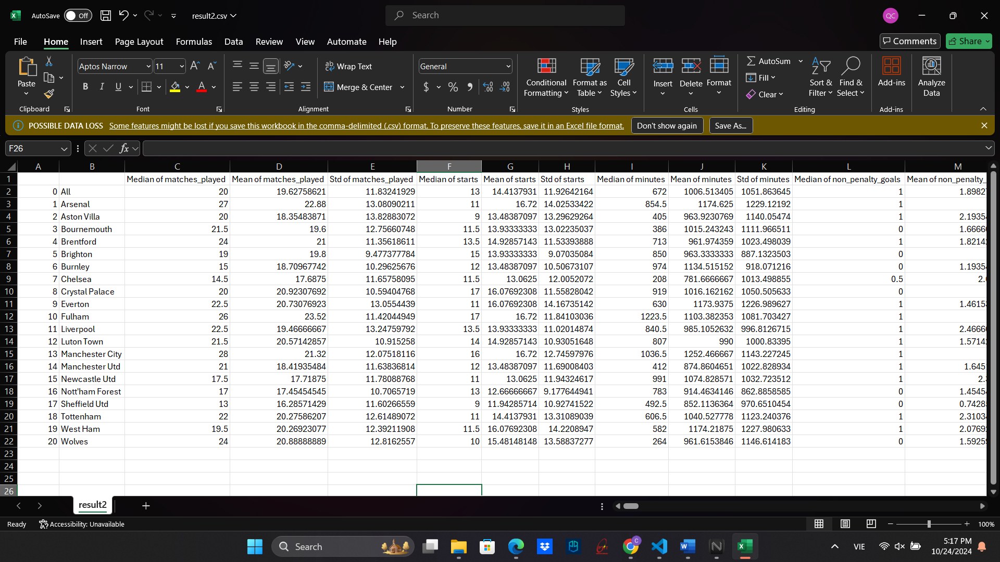 AutoSave Off result2.csv Search QC
File Home Insert Page Layout Formulas Data Review View Automate Help Comments Share
Paste Aptos Narrow 11 Wrap Text General Conditional Formatting Format as Table Cell Styles Insert Delete Format AutoSum Fill Clear Sort & Filter Find & Select Add-ins Analyze Data
B I U A Merge & Center $ %
Clipboard Font Alignment Number Styles Cells Editing Add-ins
POSSIBLE DATA LOSS Some features might be lost if you save this workbook in the comma-delimited (.csv) format. To preserve these features, save it in an Excel file format. Don't show again Save As...
F26 fx
A B C D E F G H I J K L M
1 Median of matches_played Mean of matches_played Std of matches_played Median of starts Mean of starts Std of starts Median of minutes Mean of minutes Std of minutes Median of non_penalty_goals Mean of non_penalty_
2 0 All 20 19.62758621 11.83241929 13 14.4137931 11.92642164 672 1006.513405 1051.863645 1 1.8982
3 1 Arsenal 27 22.88 13.08090211 11 16.72 14.02533422 854.5 1174.625 1229.12192 1
4 2 Aston Villa 20 18.35483871 13.82883072 9 13.48387097 13.29629264 405 963.9230769 1140.05474 1 2.1935
5 3 Bournemouth 21.5 19.6 12.75660748 11.5 13.93333333 13.02235037 386 1015.243243 1111.966511 0 1.6666
6 4 Brentford 24 21 11.35618611 13.5 14.92857143 11.53393888 713 961.974359 1023.498039 1 1.8214
7 5 Brighton 19 19.8 9.477377784 15 13.93333333 9.07035084 850 963.3333333 887.1323503 0
8 6 Burnley 15 18.70967742 10.29625676 12 13.48387097 10.50673107 974 1134.515152 918.071216 0 1.1935
9 7 Chelsea 14.5 17.6875 11.65758095 11.5 13.0625 12.0052072 208 781.6666667 1013.498855 0.5 2.
10 8 Crystal Palace 20 20.92307692 10.59404768 17 16.07692308 11.55828042 919 1016.162162 1050.505633 0
11 9 Everton 22.5 20.73076923 13.0554439 11 16.07692308 14.16735142 630 1173.9375 1226.989627 1 1.4615
12 10 Fulham 26 23.52 11.42044949 17 16.72 11.84103036 1223.5 1103.382353 1081.703427 1
13 11 Liverpool 22.5 19.46666667 13.24759792 13.5 13.93333333 11.02014874 840.5 985.1052632 996.8126715 1 2.4666
14 12 Luton Town 21.5 20.57142857 10.915258 14 14.92857143 10.93051648 807 990 1000.83395 1 1.5714
15 13 Manchester City 28 21.32 12.07518116 16 16.72 12.74597976 1036.5 1252.466667 1143.227245 1
16 14 Manchester Utd 21 18.41935484 11.63836814 12 13.48387097 11.69008403 412 874.8604651 1022.828934 1 1.645
17 15 Newcastle Utd 17.5 17.71875 11.78088768 11 13.0625 11.94324617 991 1074.828571 1032.723512 1 2.
18 16 Nott'ham Forest 17 17.45454545 10.7065719 13 12.66666667 9.177644941 783 914.4634146 862.8858585 0 1.4545
19 17 Sheffield Utd 13 16.28571429 11.60266559 9 11.94285714 10.92741522 492.5 852.1136364 970.6510454 0 0.7428
20 18 Tottenham 22 20.27586207 12.61489072 11 14.4137931 13.31089039 606.5 1040.527778 1123.240376 1 2.3103
21 19 West Ham 19.5 20.26923077 12.39211908 11.5 16.07692308 14.2208947 582 1174.21875 1227.980633 1 2.0769
22 20 Wolves 24 20.88888889 12.8162557 10 15.48148148 13.58837277 264 961.6153846 1146.614183 0 1.5925
23
24
25
26
result2
Ready Accessibility: Unavailable 100%
Search VIE 5:17 PM
10/24/2024